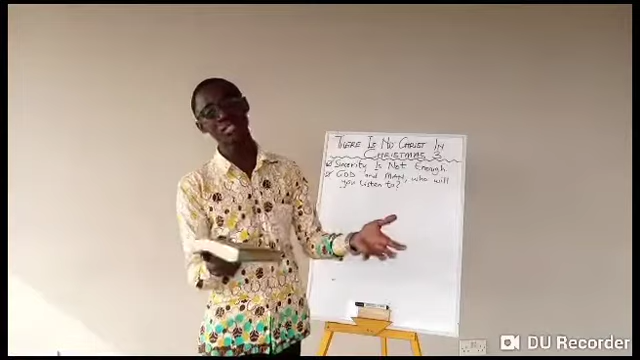 THERE IS NO CHRIST IN
CHRISTMAS 3
Sincerity Is Not Enough.
GOD and MAN, who will
you listen to?
DU Recorder